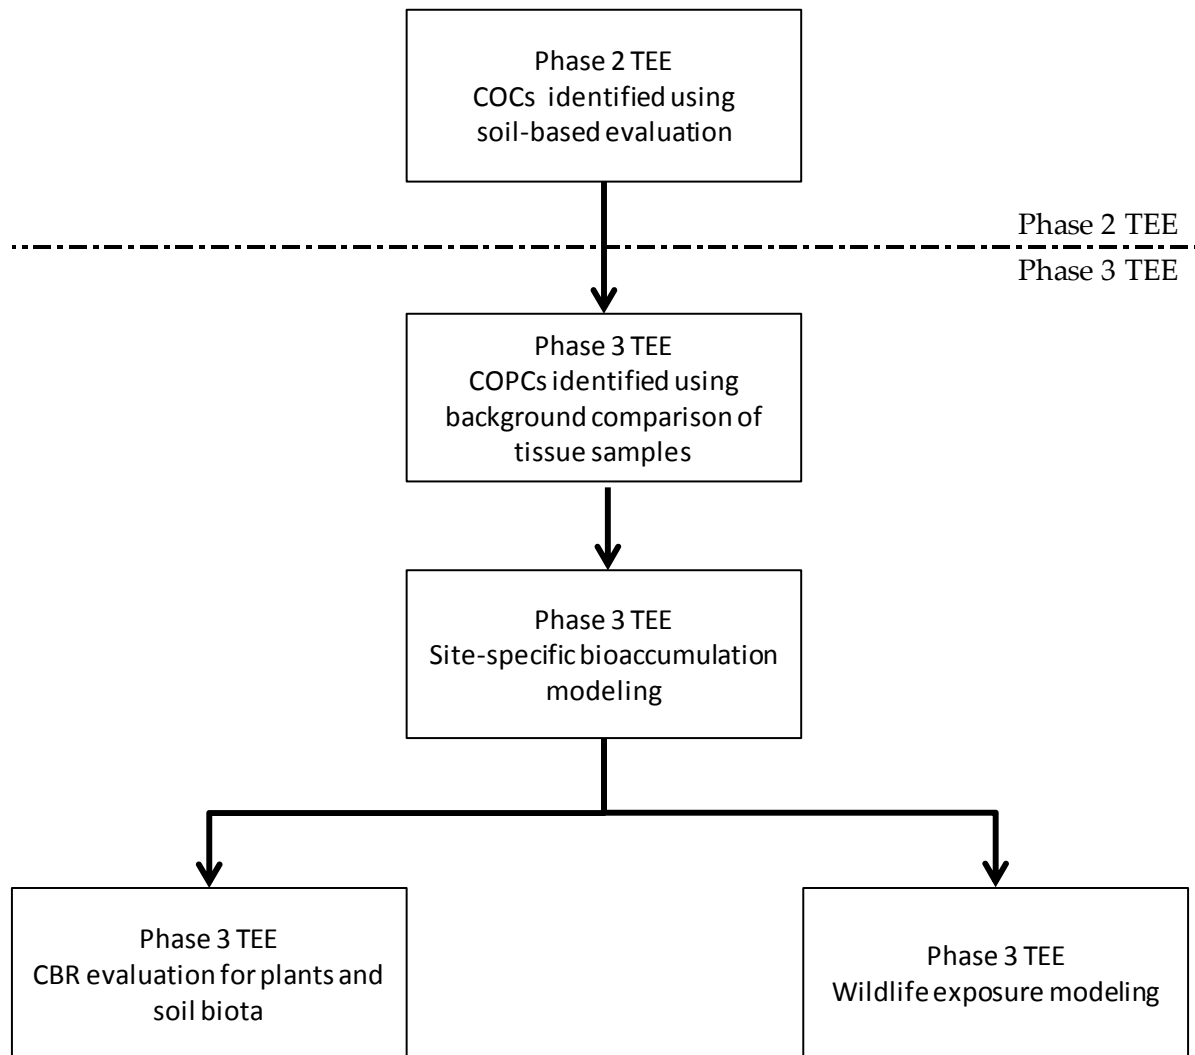 Phase 2 TEE
COCs identified using
soil-based evaluation
Phase 2 TEE
Phase 3 TEE
Phase 3 TEE
COPCs identified using
background comparison of
tissue samples
Phase 3 TEE
Site-specific bioaccumulation
modeling
Phase 3 TEE
CBR evaluation for plants and
soil biota
Phase 3 TEE
Wildlife exposure modeling